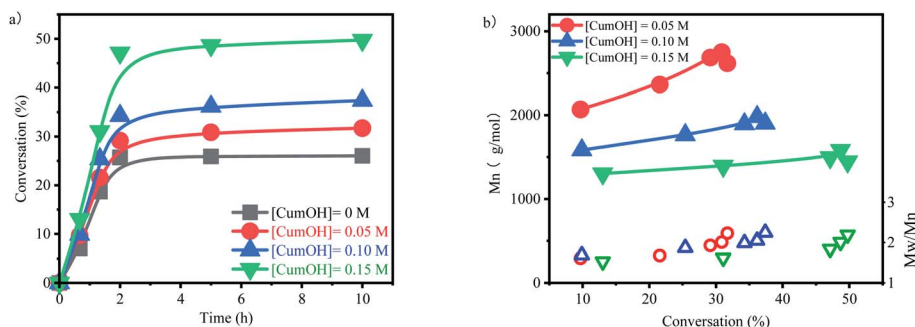 a)
50
40
30
20
10
0
Conversation (%)
0
2
4
6
8
10
Time (h)
[CumOH]= 0 M
[CumOH]= 0.05 M
[CumOH]= 0.10 M
[CumOH]= 0.15 M
b)
[CumOH] = 0.05 M
[CumOH] = 0.10 M
[CumOH] = 0.15 M
3000
2000
1000
0
Mn ( g/mol)
3
2
1
Mw/Mn
10
20
30
40
50
Conversation (%)